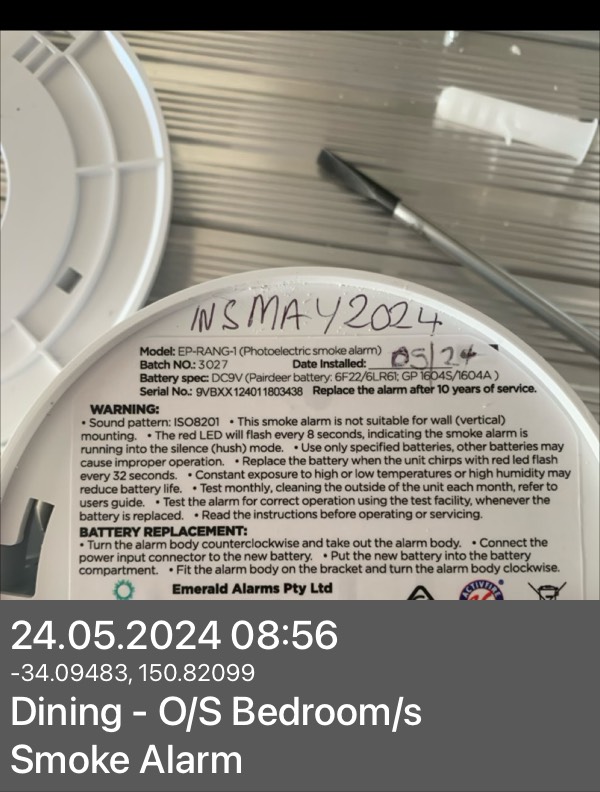 INS MAY 2024
Model: EP-RANG-1 (Photoelectric smoke alarm)
Batch NO.: 3027 Date Installed: 05/24
Battery spec: DC9V (Pairdeer battery: 6F22/6LR61; GP 1604S/1604A )
Serial No.: 9VBXX124011803438 Replace the alarm after 10 years of service.
WARNING:
• Sound pattern: ISO8201 • This smoke alarm is not suitable for wall (vertical)
mounting. • The red LED will flash every 8 seconds, indicating the smoke alarm is
running into the silence (hush) mode. • Use only specified batteries, other batteries may
cause improper operation. • Replace the battery when the unit chirps with red led flash
every 32 seconds. • Constant exposure to high or low temperatures or high humidity may
reduce battery life. • Test monthly, cleaning the outside of the unit each month, refer to
users guide. • Test the alarm for correct operation using the test facility, whenever the
battery is replaced. • Read the instructions before operating or servicing.
BATTERY REPLACEMENT:
• Turn the alarm body counterclockwise and take out the alarm body. • Connect the
power input connector to the new battery. • Put the new battery into the battery
compartment. • Fit the alarm body on the bracket and turn the alarm body clockwise.
Emerald Alarms Pty Ltd
24.05.2024 08:56
-34.09483, 150.82099
Dining - O/S Bedroom/s
Smoke Alarm